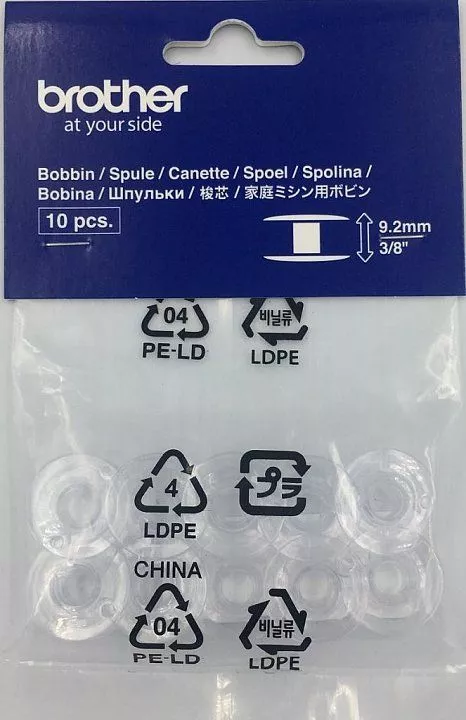 brother
at your side
Bobbin / Spule / Canette / Spoel / Spolina /
Bobina / Шпульки / 梭芯 / 家庭ミシン用ボビン
10 pcs.
9.2mm
3/8"
04
비닐류
PE-LD
LDPE
4
プラ
LDPE
CHINA
04
비닐류
PE-LD
LDPE